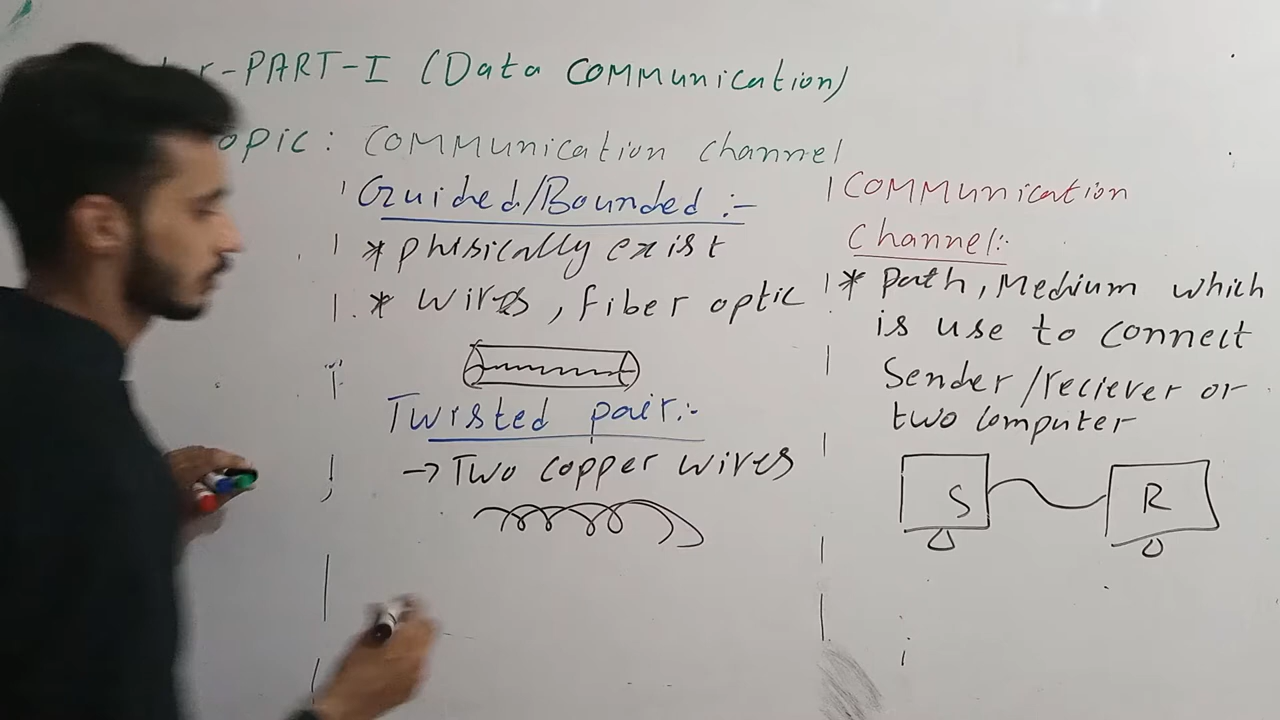 -PART-I (Data Communication)
opic: Communication Channel
Guided/Bounded :-
* phisically exist
* wires, fiber optic
Twisted pair:-
→ Two copper wires
Communication
Channel:-
* path, Medium which
is use to connect
Sender/reciever or
two computer
S
R